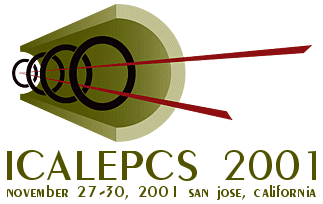 ICALEPCS 2001
NOVEMBER 27-30, 2001 SAN JOSE, CALIFORNIA